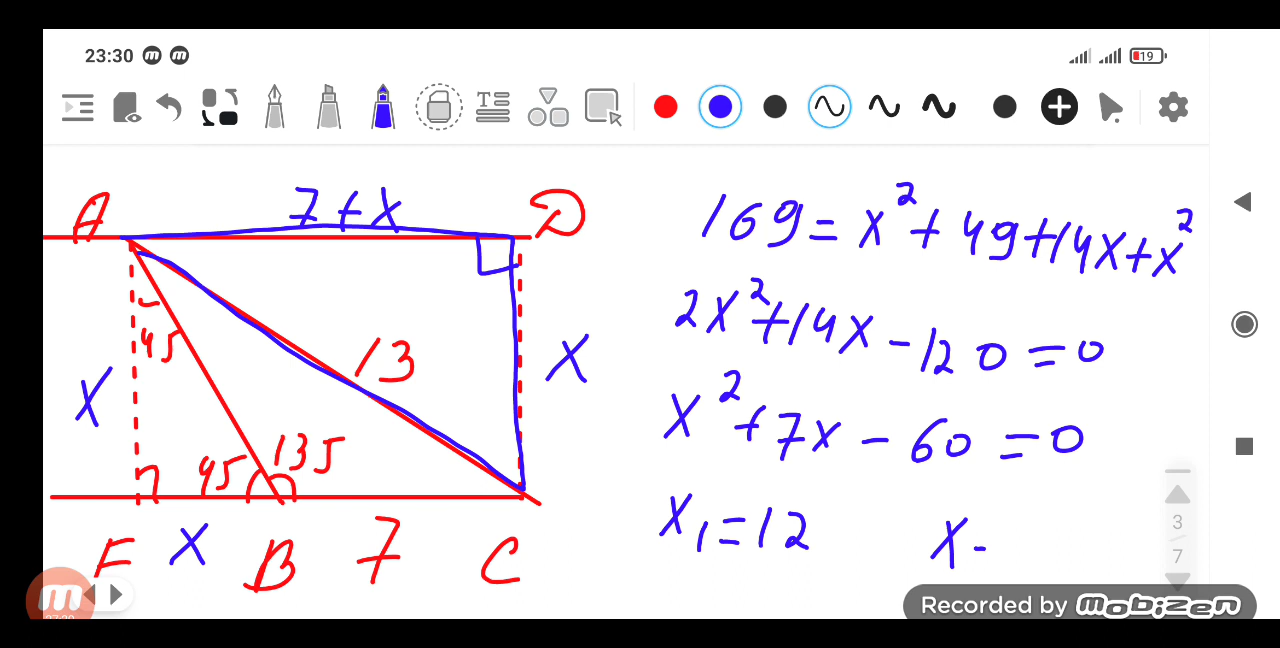 23:30
19
A 7+x D
169=x²+49+14x+x²
2x²+14x-120=0
x 45 13 x
x²+7x-60=0
45 135
x₁=12 x-
E x B 7 C
3
7
Recorded by mobizen